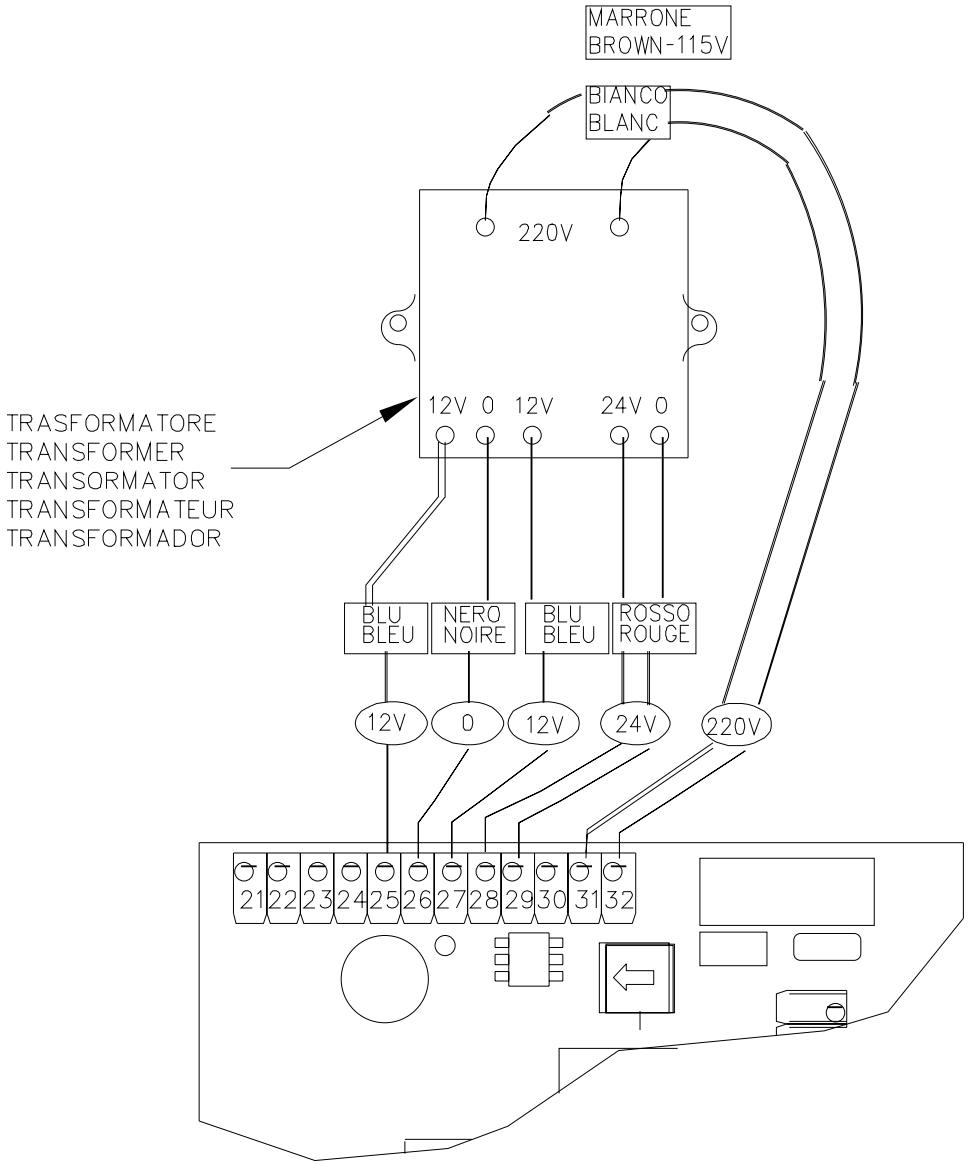 MARRONE
BROWN-115V
BIANCO
BLANC
220V
12V 0 12V 24V 0
TRASFORMATORE
TRANSFORMER
TRANSORMATOR
TRANSFORMATEUR
TRANSFORMADOR
BLU
BLEU
NERO
NOIRE
BLU
BLEU
ROSSO
ROUGE
12V 0 12V 24V 220V
21 22 23 24 25 26 27 28 29 30 31 32